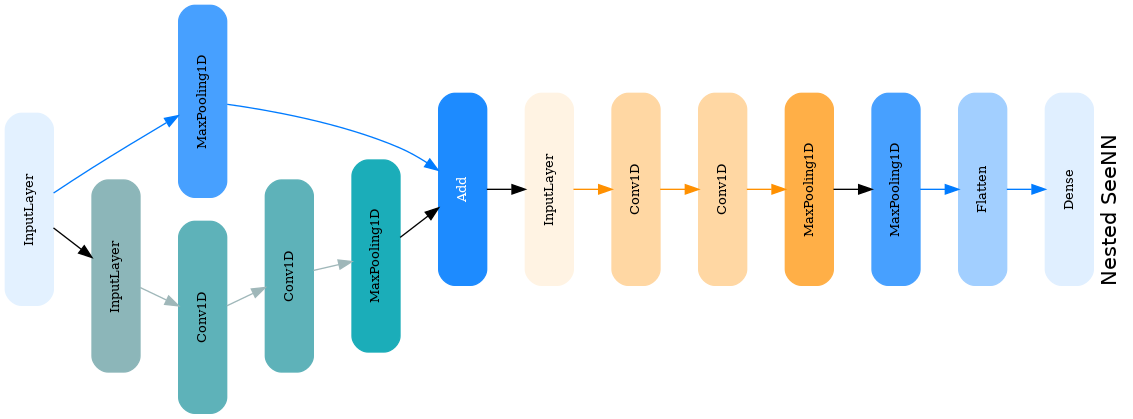 InputLayer
MaxPooling1D
InputLayer
Conv1D
Conv1D
MaxPooling1D
Add
InputLayer
Conv1D
Conv1D
MaxPooling1D
MaxPooling1D
Flatten
Dense
Nested SeeNN